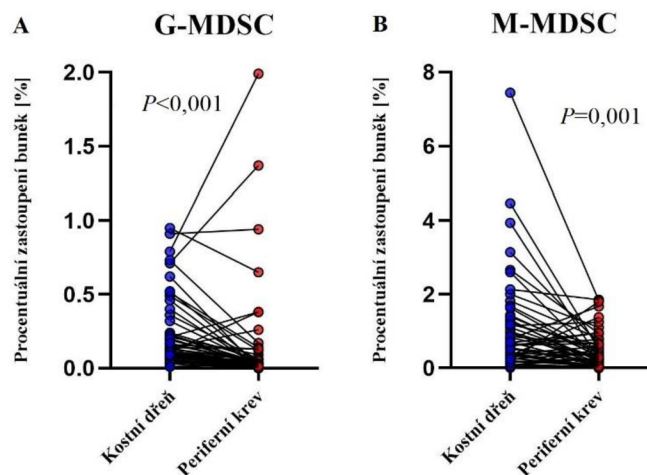 A
G-MDSC
Procentuální zastoupení buněk [%]
2.0
1.5
1.0
0.5
0.0
P<0,001
Kostní dřeň
Periferní krev
B
M-MDSC
Procentuální zastoupení buněk [%]
8
6
4
2
0
P=0,001
Kostní dřeň
Periferní krev